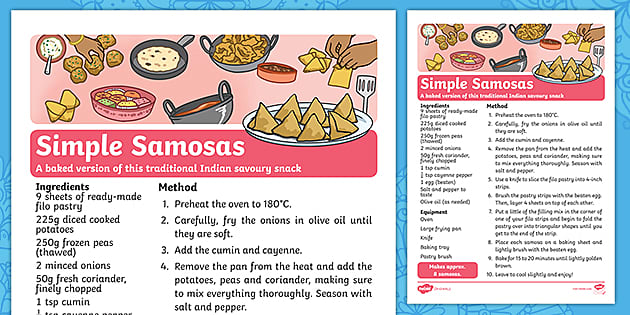 Simple Samosas
A baked version of this traditional Indian savoury snack
Ingredients
9 sheets of ready-made
filo pastry
225g diced cooked
potatoes
250g frozen peas
(thawed)
2 minced onions
50g fresh coriander,
finely chopped
1 tsp cumin
½ tsp cayenne pepper
Method
1. Preheat the oven to 180°C.
2. Carefully, fry the onions in olive oil until
they are soft.
3. Add the cumin and cayenne.
4. Remove the pan from the heat and add the
potatoes, peas and coriander, making sure
to mix everything thoroughly. Season with
salt and pepper.
Simple Samosas
A baked version of this traditional Indian savoury snack
Ingredients
9 sheets of ready-made
filo pastry
225g diced cooked
potatoes
250g frozen peas
(thawed)
2 minced onions
50g fresh coriander,
finely chopped
1 tsp cumin
½ tsp cayenne pepper
1 egg (beaten)
Salt and pepper to
taste
Olive oil (as needed)
Equipment
Oven
Large frying pan
Knife
Baking tray
Pastry brush
Makes approx.
8 samosas.
Method
1. Preheat the oven to 180°C.
2. Carefully, fry the onions in olive oil until
they are soft.
3. Add the cumin and cayenne.
4. Remove the pan from the heat and add the
potatoes, peas and coriander, making sure
to mix everything thoroughly. Season with
salt and pepper.
5. Use a knife to slice the filo pastry into 4-inch
strips.
6. Brush the pastry strips with the beaten egg.
Then, layer 4 sheets on top of each other.
7. Put a little of the filling mix in the corner of
one of your filo strips and begin to fold the
pastry over into triangular shapes until you
get to the end of the strip.
8. Place each samosa on a baking sheet and
lightly brush with the beaten egg.
9. Bake for 15 to 20 minutes until lightly golden
brown.
10. Leave to cool slightly and enjoy!